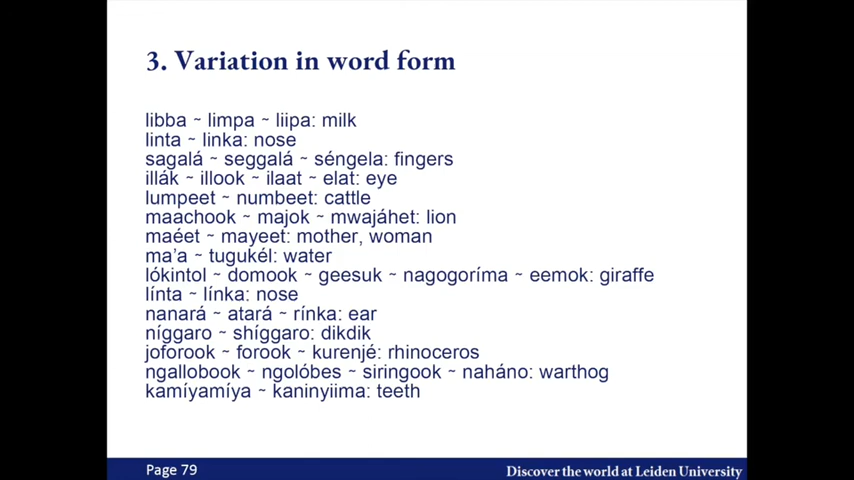 3. Variation in word form
libba ~ limpa ~ liipa: milk
linta ~ linka: nose
sagalá ~ seggalá ~ séngela: fingers
illák ~ illook ~ ilaat ~ elat: eye
lumpeet ~ numbeet: cattle
maachook ~ majok ~ mwajáhet: lion
maéet ~ mayeet: mother, woman
ma’a ~ tugukél: water
lókintol ~ domook ~ geesuk ~ nagogoríma ~ eemok: giraffe
línta ~ línka: nose
nanará ~ atará ~ rínka: ear
níggaro ~ shíggaro: dikdik
joforook ~ forook ~ kurenjé: rhinoceros
ngallobook ~ ngolóbes ~ siringook ~ naháno: warthog
kamíyamíya ~ kaninyiima: teeth
Page 79
Discover the world at Leiden University